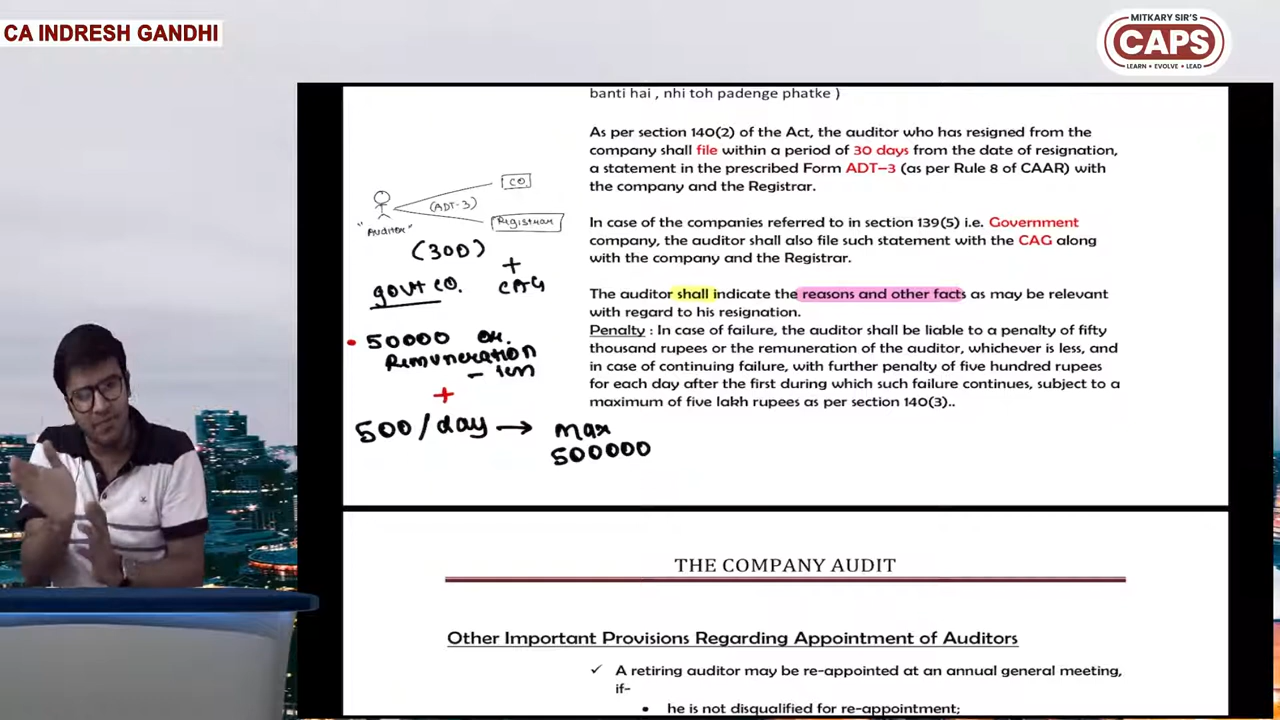 CA INDRESH GANDHI
MITKARY SIR'S
CAPS
LEARN • EVOLVE • LEAD
banti hai , nhi toh padenge phatke )
As per section 140(2) of the Act, the auditor who has resigned from the
company shall file within a period of 30 days from the date of resignation,
a statement in the prescribed Form ADT–3 (as per Rule 8 of CAAR) with
the company and the Registrar.
In case of the companies referred to in section 139(5) i.e. Government
company, the auditor shall also file such statement with the CAG along
with the company and the Registrar.
The auditor shall indicate the reasons and other facts as may be relevant
with regard to his resignation.
Penalty : In case of failure, the auditor shall be liable to a penalty of fifty
thousand rupees or the remuneration of the auditor, whichever is less, and
in case of continuing failure, with further penalty of five hundred rupees
for each day after the first during which such failure continues, subject to a
maximum of five lakh rupees as per section 140(3)..
CO
(ADT-3)
Registrar
"Auditor"
(30D)
+
govt co. CAG
• 50000 or.
Remuneration
- less
+
500/day → Max
500000
THE COMPANY AUDIT
Other Important Provisions Regarding Appointment of Auditors
✓ A retiring auditor may be re-appointed at an annual general meeting,
if-
• he is not disqualified for re-appointment;